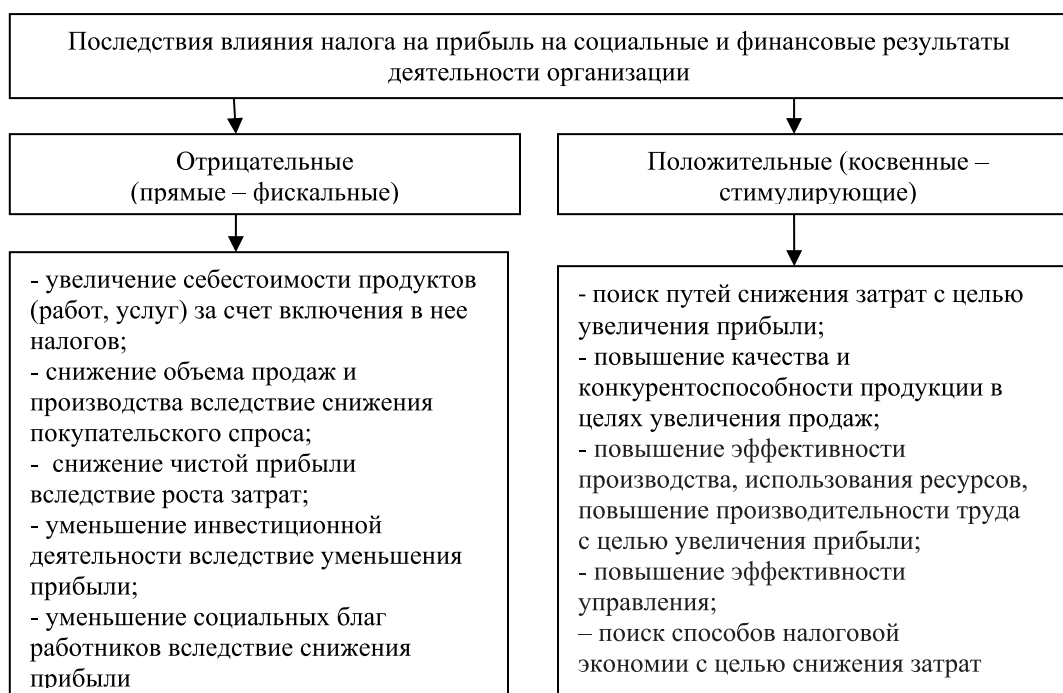 Последствия влияния налога на прибыль на социальные и финансовые результаты
деятельности организации
Отрицательные
(прямые – фискальные)
Положительные (косвенные –
стимулирующие)
- увеличение себестоимости продуктов
(работ, услуг) за счет включения в нее
налогов;
- снижение объема продаж и
производства вследствие снижения
покупательского спроса;
- снижение чистой прибыли
вследствие роста затрат;
- уменьшение инвестиционной
деятельности вследствие уменьшения
прибыли;
- уменьшение социальных благ
работников вследствие снижения
прибыли
- поиск путей снижения затрат с целью
увеличения прибыли;
- повышение качества и
конкурентоспособности продукции в
целях увеличения продаж;
- повышение эффективности
производства, использования ресурсов,
повышение производительности труда
с целью увеличения прибыли;
- повышение эффективности
управления;
– поиск способов налоговой
экономии с целью снижения затрат